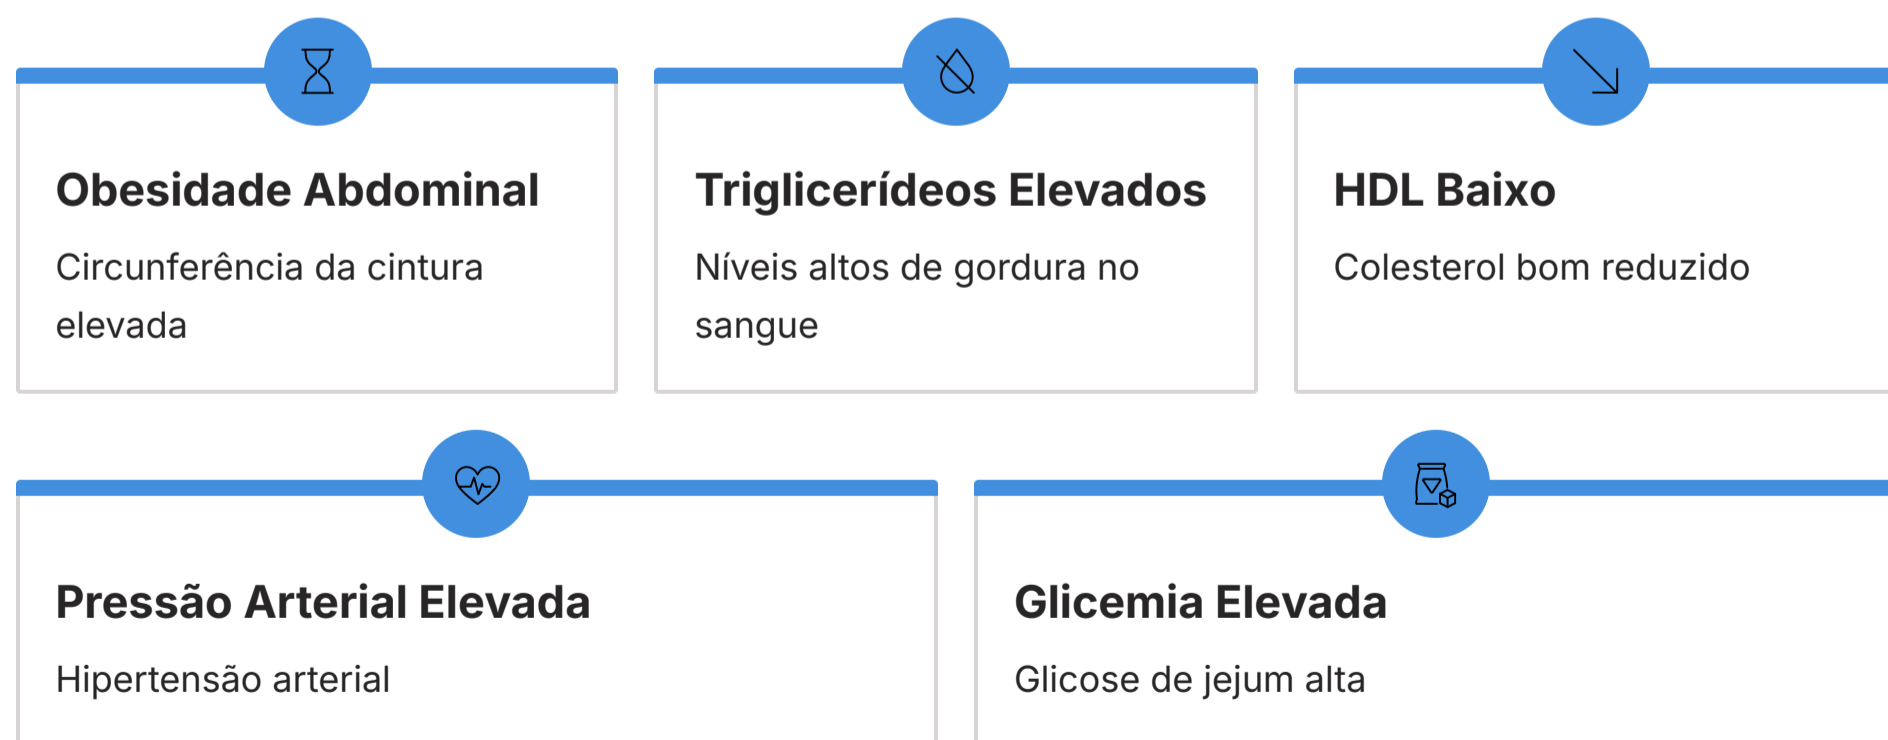 Obesidade Abdominal
Circunferência da cintura
elevada
Triglicerídeos Elevados
Níveis altos de gordura no
sangue
HDL Baixo
Colesterol bom reduzido
Pressão Arterial Elevada
Hipertensão arterial
Glicemia Elevada
Glicose de jejum alta